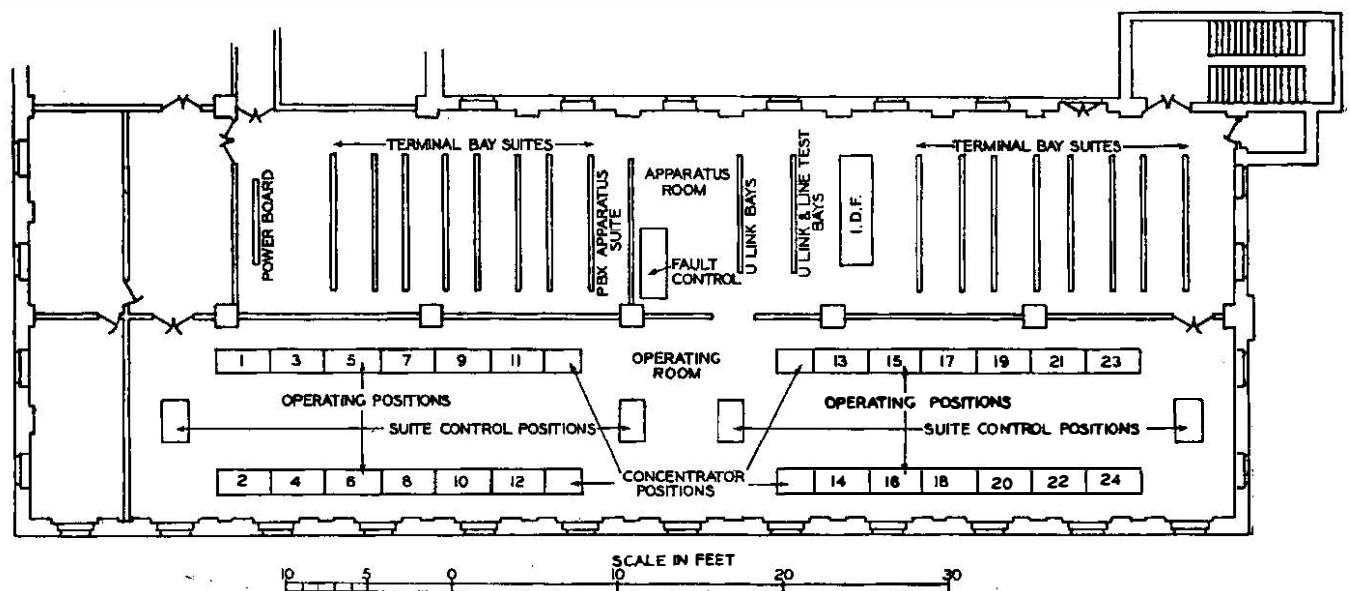 TERMINAL BAY SUITES
TERMINAL BAY SUITES
POWER BOARD
PBX APPARATUS
SUITE
APPARATUS
ROOM
FAULT
CONTROL
U LINK BAYS
U LINK & LINE TEST
BAYS
I.D.F.
1 3 5 7 9 11
OPERATING
ROOM
13 15 17 19 21 23
OPERATING POSITIONS
OPERATING POSITIONS
SUITE CONTROL POSITIONS
SUITE CONTROL POSITIONS
2 4 6 8 10 12
CONCENTRATOR
POSITIONS
14 16 18 20 22 24
SCALE IN FEET
10 5 0 10 20 30